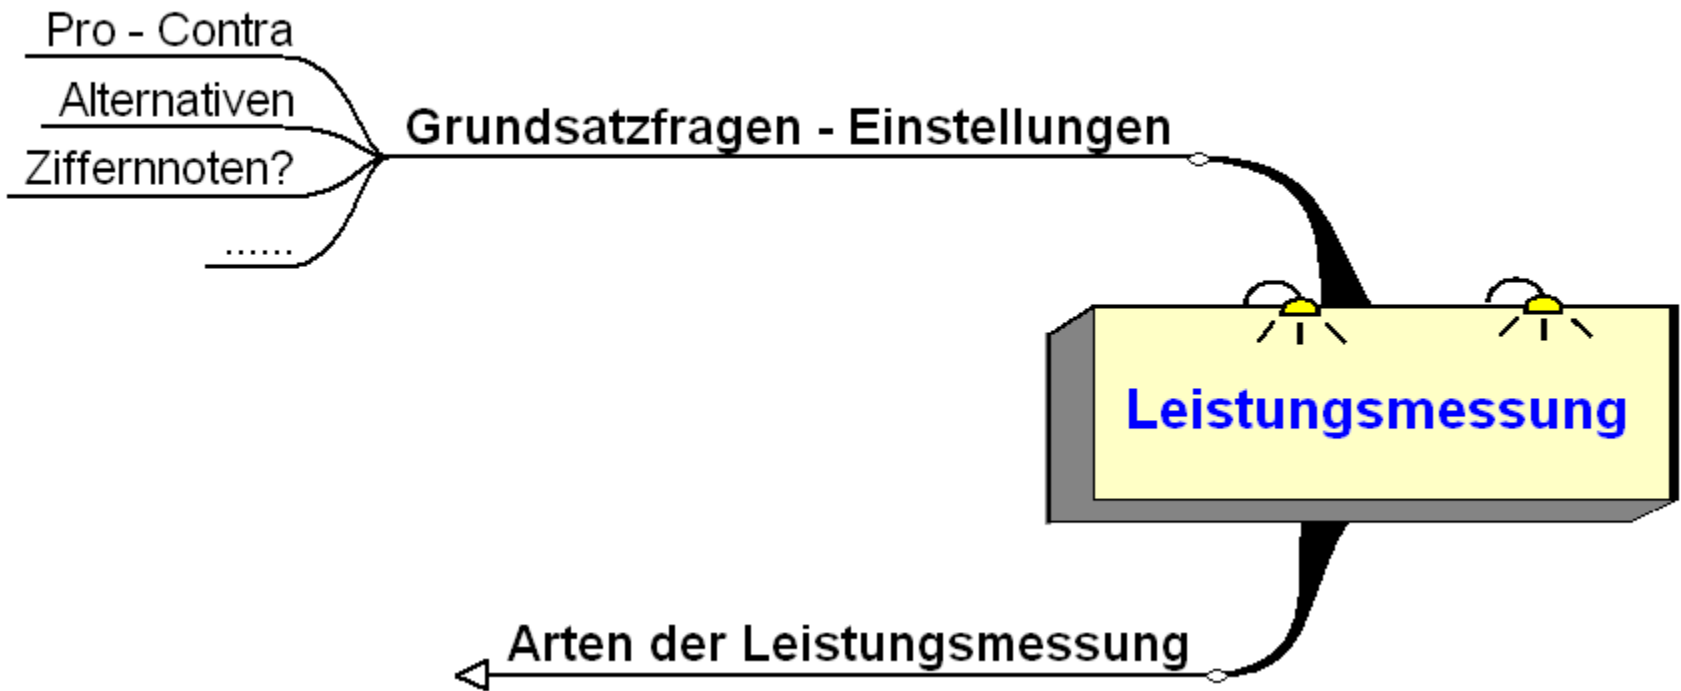 Pro - Contra
Alternativen
Ziffernnoten?
......
Grundsatzfragen - Einstellungen
Leistungsmessung
Arten der Leistungsmessung